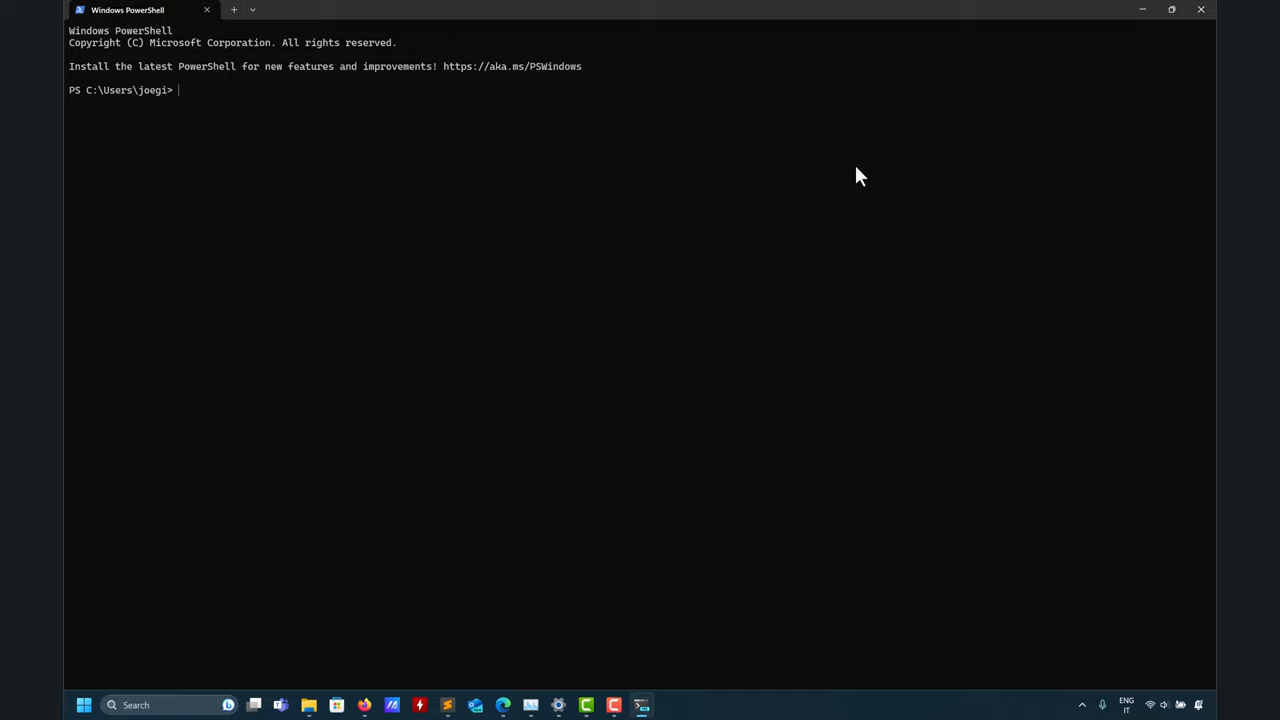 Windows PowerShell
Windows PowerShell
Copyright (C) Microsoft Corporation. All rights reserved.
Install the latest PowerShell for new features and improvements! https://aka.ms/PSWindows
PS C:\Users\joegi>
Search
ENG
IT